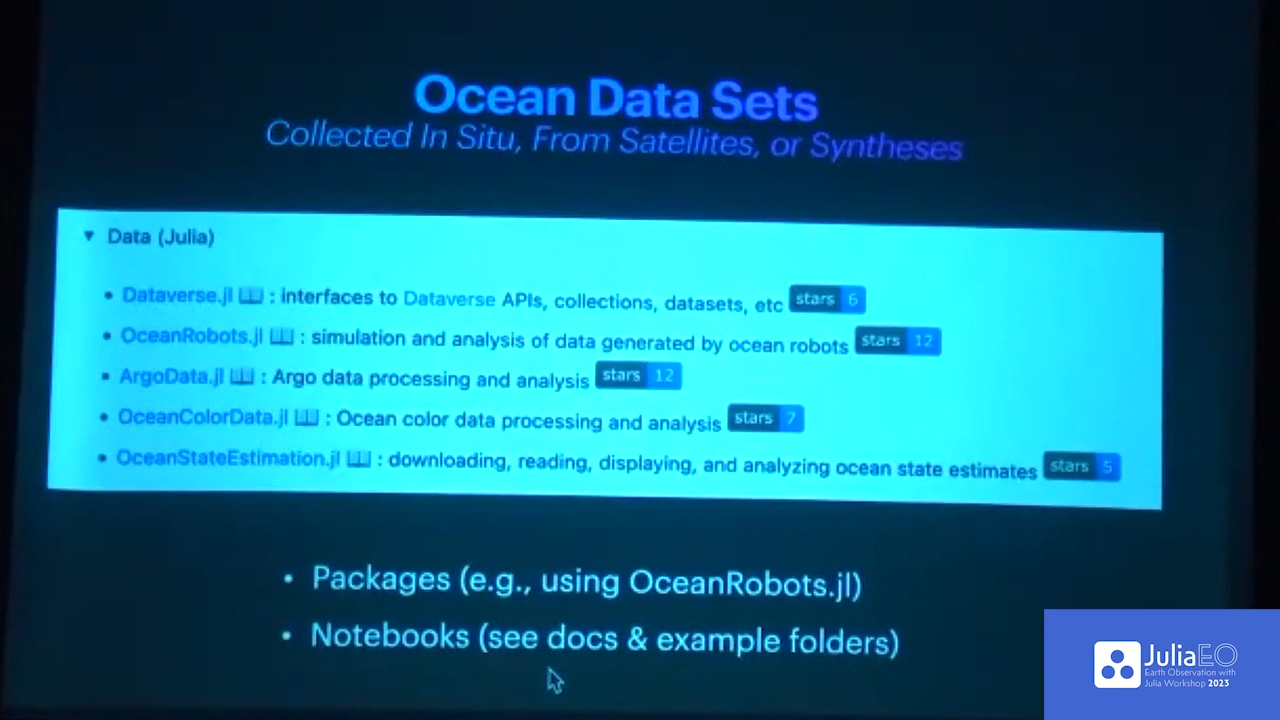 Ocean Data Sets
Collected In Situ, From Satellites, or Syntheses
▼ Data (Julia)
• Dataverse.jl 📖 : interfaces to Dataverse APIs, collections, datasets, etc stars 6
• OceanRobots.jl 📖 : simulation and analysis of data generated by ocean robots stars 12
• ArgoData.jl 📖 : Argo data processing and analysis stars 12
• OceanColorData.jl 📖 : Ocean color data processing and analysis stars 7
• OceanStateEstimation.jl 📖 : downloading, reading, displaying, and analyzing ocean state estimates stars 5
• Packages (e.g., using OceanRobots.jl)
• Notebooks (see docs & example folders)
JuliaEO
Earth Observation with
Julia Workshop 2023